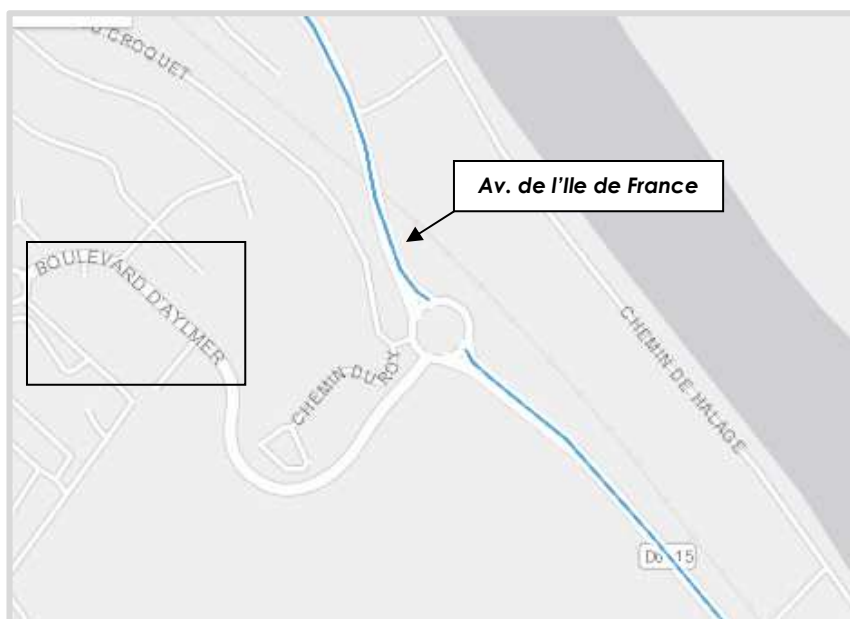 CROQUET
Av. de l'Ile de France
BOULEVARD D'AYLMER
CHEMIN DU ROY
CHEMIN DE HALAGE